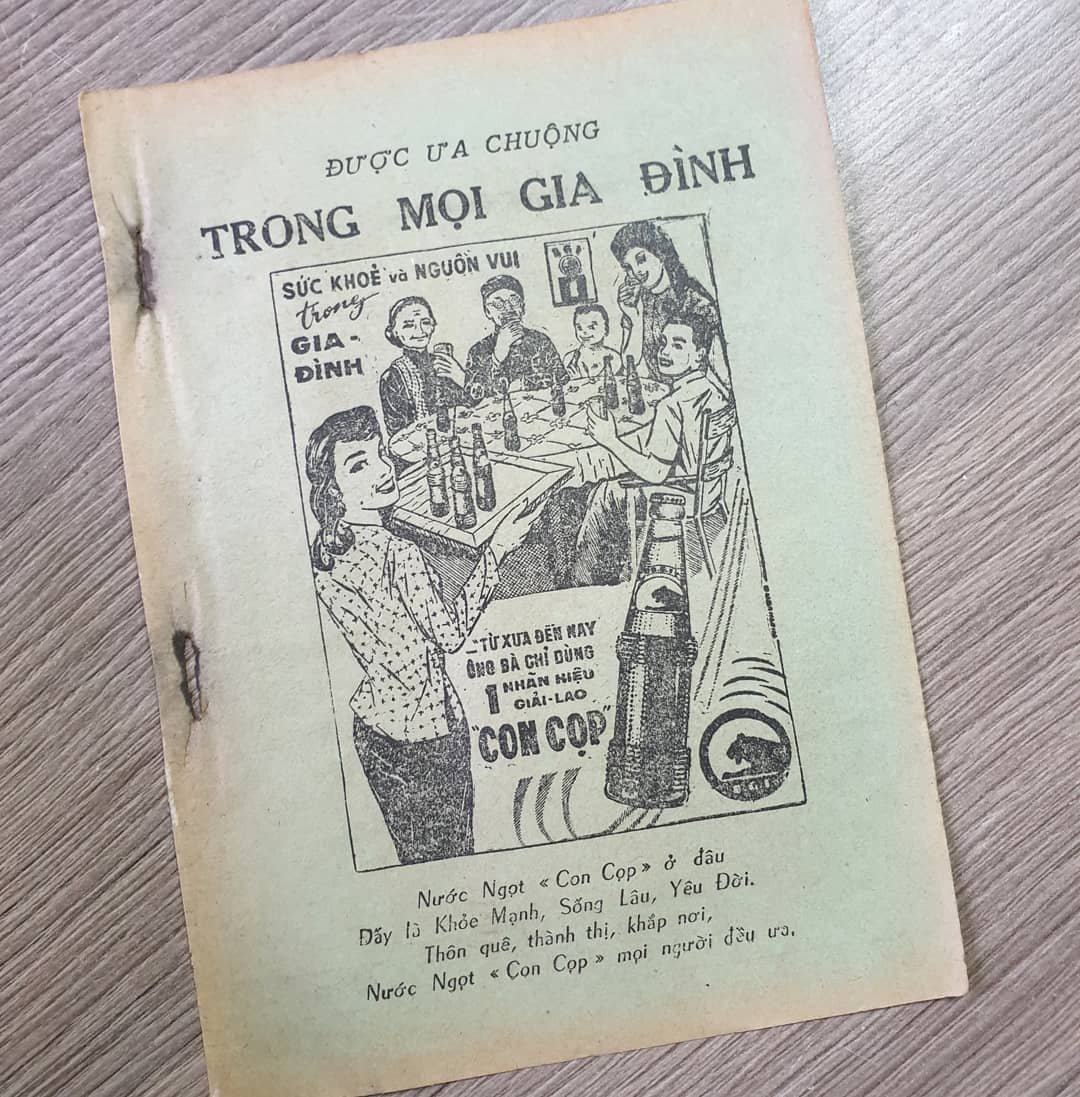 ĐƯỢC ƯA CHUỘNG
TRONG MỌI GIA ĐÌNH
SỨC KHOẺ và NGUỒN VUI
trong
GIA-
ĐÌNH
_TỪ XƯA ĐẾN NAY
ÔNG BÀ CHỈ DÙNG
1 NHÃN HIỆU
GIẢI-LAO
"CON CỌP"
Nước Ngọt « Con Cọp » ở đâu
Đấy là Khỏe Mạnh, Sống Lâu, Yêu Đời.
Thôn quê, thành thị, khắp nơi,
Nước Ngọt « Con Cọp » mọi người đều ưa.